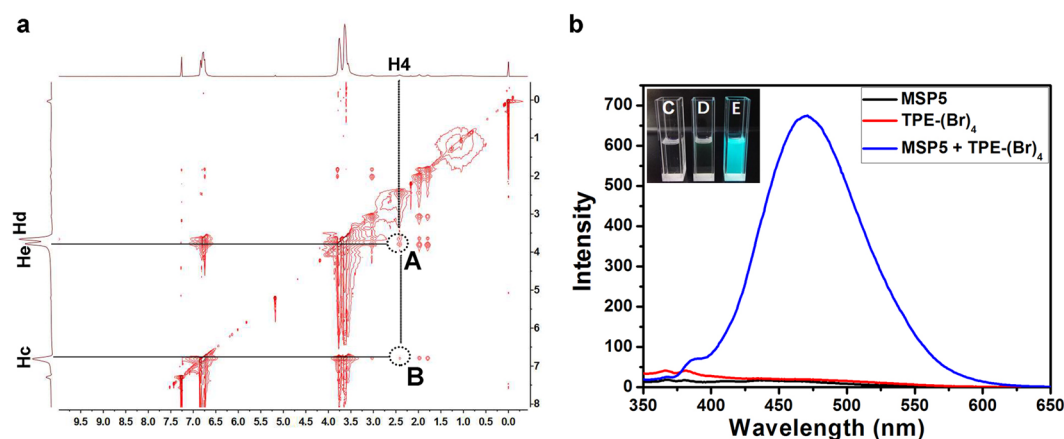 a
H4
0
1
2
3
4
5
6
7
8
Hd
He
Hc
A
B
9.5 9.0 8.5 8.0 7.5 7.0 6.5 6.0 5.5 5.0 4.5 4.0 3.5 3.0 2.5 2.0 1.5 1.0 0.5 0.0
b
C D E
MSP5
TPE-(Br)4
MSP5 + TPE-(Br)4
700
600
500
400
300
200
100
0
Intensity
350 400 450 500 550 600 650
Wavelength (nm)